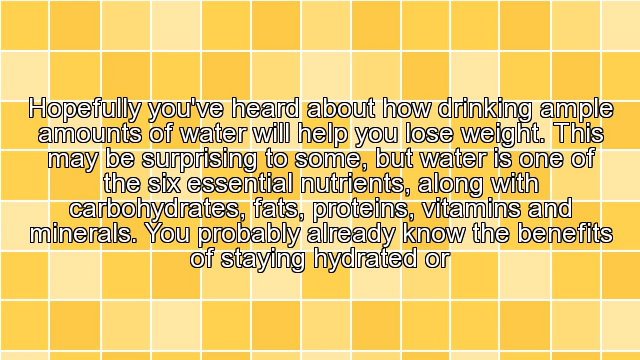 Hopefully you've heard about how drinking ample
amounts of water will help you lose weight. This
may be surprising to some, but water is one of
the six essential nutrients, along with
carbohydrates, fats, proteins, vitamins and
minerals. You probably already know the benefits
of staying hydrated or